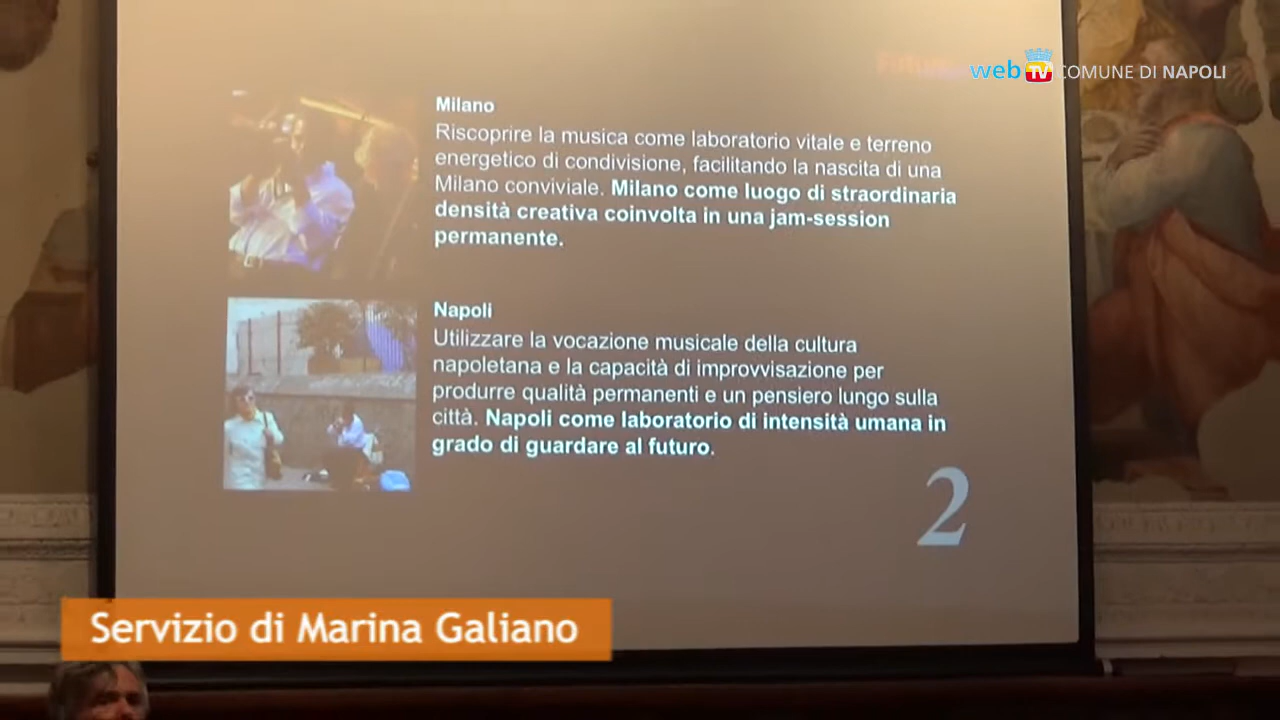 web TV COMUNE DI NAPOLI
Milano
Riscoprire la musica come laboratorio vitale e terreno
energetico di condivisione, facilitando la nascita di una
Milano conviviale. Milano come luogo di straordinaria
densità creativa coinvolta in una jam-session
permanente.
Napoli
Utilizzare la vocazione musicale della cultura
napoletana e la capacità di improvvisazione per
produrre qualità permanenti e un pensiero lungo sulla
città. Napoli come laboratorio di intensità umana in
grado di guardare al futuro.
2
Servizio di Marina Galiano